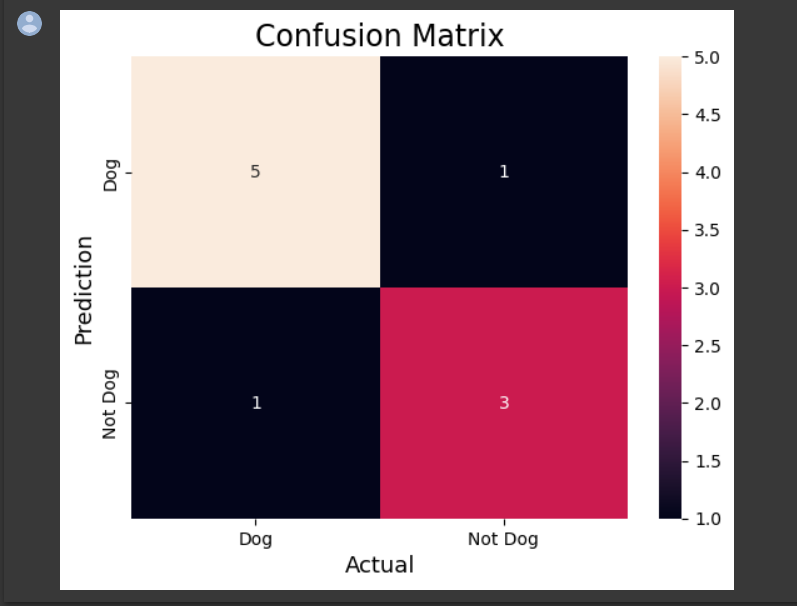 Confusion Matrix
Prediction
Dog
Not Dog
5
1
1
3
Dog
Not Dog
Actual
5.0
4.5
4.0
3.5
3.0
2.5
2.0
1.5
1.0